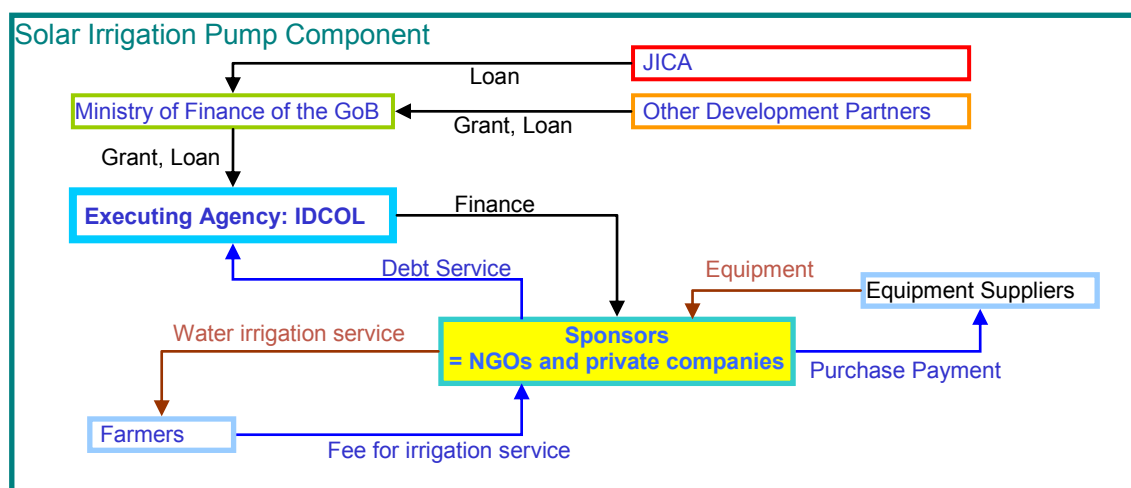 Solar Irrigation Pump Component
JICA
Loan
Ministry of Finance of the GoB
Other Development Partners
Grant, Loan
Grant, Loan
Executing Agency: IDCOL
Finance
Debt Service
Equipment
Equipment Suppliers
Water irrigation service
Sponsors
= NGOs and private companies
Purchase Payment
Farmers
Fee for irrigation service